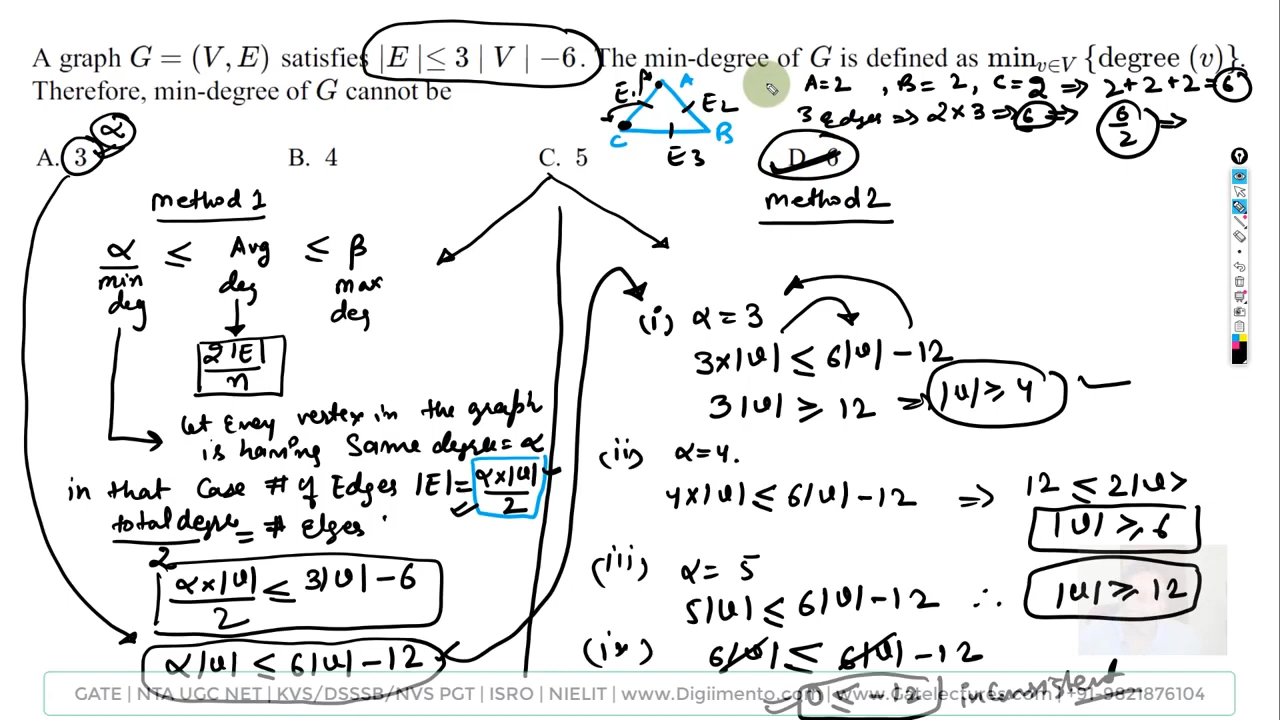 A graph G = (V, E) satisfies |E| ≤ 3 | V | −6. The min-degree of G is defined as min_{v∈V} {degree (v)}.
Therefore, min-degree of G cannot be
A. 3
B. 4
C. 5
D. 6
α
E1
A
E2
B
C
E3
A=2 , B= 2, C= 2 ⇒ 2+2+2=6
3 edges ⇒ 2×3 ⇒ 6 ⇒ 6/2 ⇒
method 1
α ≤ Avg ≤ β
min deg max
deg deg
2|E|/n
Let Every vertex in the graph
is having Same degree = α
in that Case # of Edges |E| = α×|V|/2
total degree/2 = # Edges
α×|V|/2 ≤ 3|V| − 6
α|V| ≤ 6|V| − 12
method 2
(i) α = 3
3×|V| ≤ 6|V| − 12
3|V| ≥ 12 ⇒ |V| ≥ 4
(ii) α=4.
4×|V| ≤ 6|V| − 12 ⇒ 12 ≤ 2|V|
|V| ≥ 6
(iii) α = 5
5|V| ≤ 6|V| − 12 ∴ |V| ≥ 12
(iv) 6|V| ≤ 6|V| − 12
0 ≤ −12 inconsistent
GATE | NTA UGC NET | KVS/DSSSB/NVS PGT | ISRO | NIELIT | www.Digiimento.com | www.Gatelectures.com | +91-9821876104